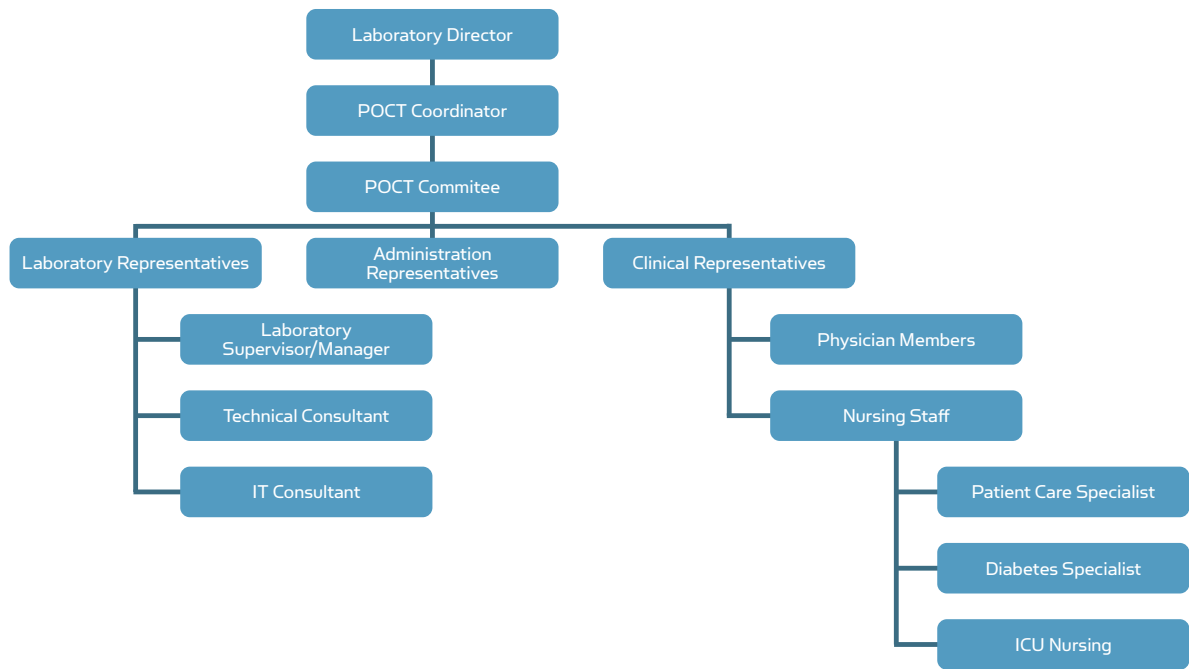 Laboratory Director
POCT Coordinator
POCT Commitee
Laboratory Representatives
Administration
Representatives
Clinical Representatives
Laboratory
Supervisor/Manager
Technical Consultant
IT Consultant
Physician Members
Nursing Staff
Patient Care Specialist
Diabetes Specialist
ICU Nursing